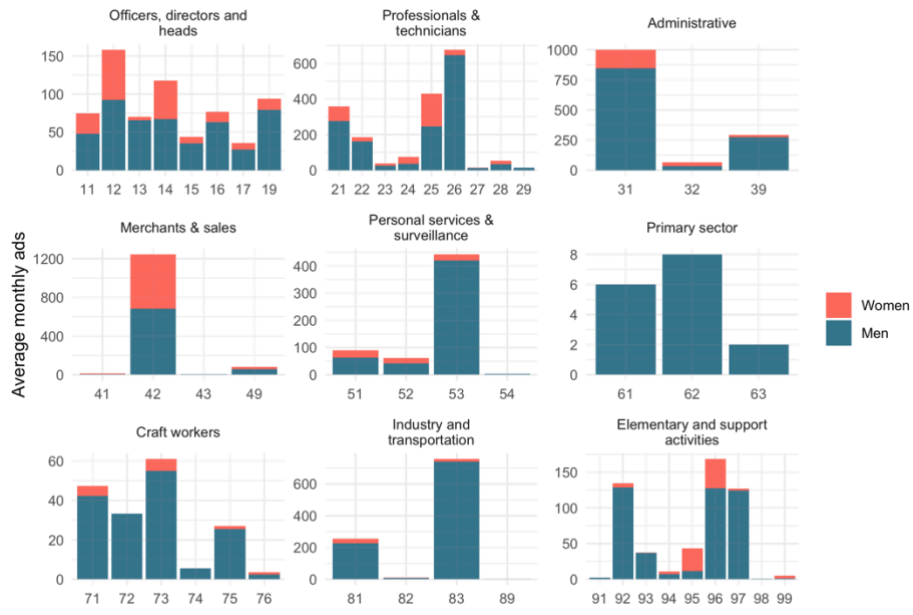 Officers, directors and
heads
150
100
50
0
11 12 13 14 15 16 17 19
Professionals &
technicians
600
400
200
0
21 22 23 24 25 26 27 28 29
Administrative
1000
750
500
250
0
31 32 39
Average monthly ads
Merchants & sales
1200
800
400
0
41 42 43 49
Personal services &
surveillance
400
300
200
100
0
51 52 53 54
Primary sector
8
6
4
2
0
61 62 63
Women
Men
Craft workers
60
40
20
0
71 72 73 74 75 76
Industry and
transportation
600
400
200
0
81 82 83 89
Elementary and support
activities
150
100
50
0
91 92 93 94 95 96 97 98 99